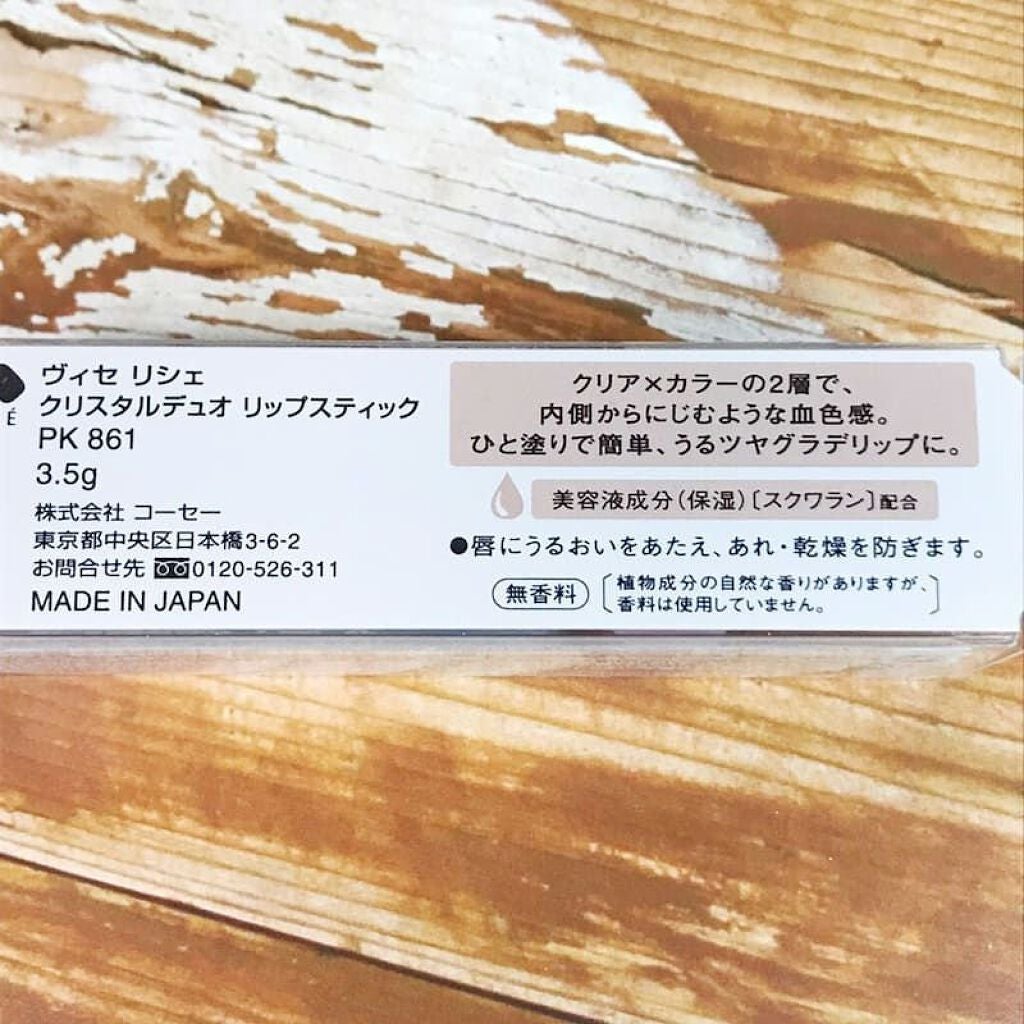 É
ヴィセ リシェ
クリスタルデュオ リップスティック
PK 861
3.5g
株式会社 コーセー
東京都中央区日本橋3-6-2
お問合せ先 0120-526-311
MADE IN JAPAN
クリア×カラーの2層で、
内側からにじむような血色感。
ひと塗りで簡単、うるツヤグラデリップに。
美容液成分(保湿)〔スクワラン〕配合
●唇にうるおいをあたえ、あれ・乾燥を防ぎます。
無香料
〔植物成分の自然な香りがありますが、
香料は使用していません。〕